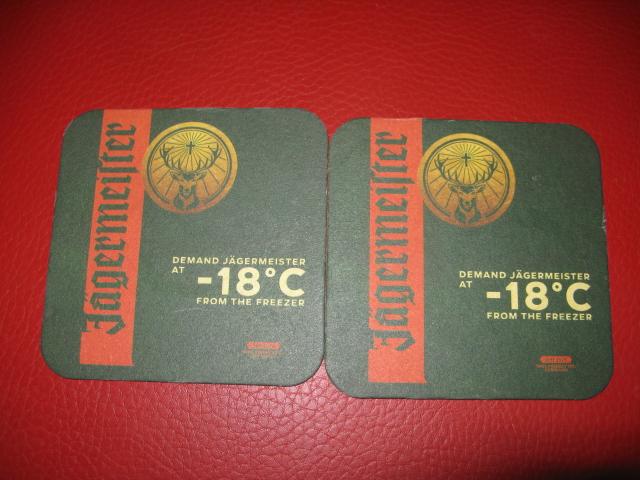 Jägermeister
DEMAND JÄGERMEISTER
AT -18°C
FROM THE FREEZER
Jägermeister
DEMAND JÄGERMEISTER
AT -18°C
FROM THE FREEZER